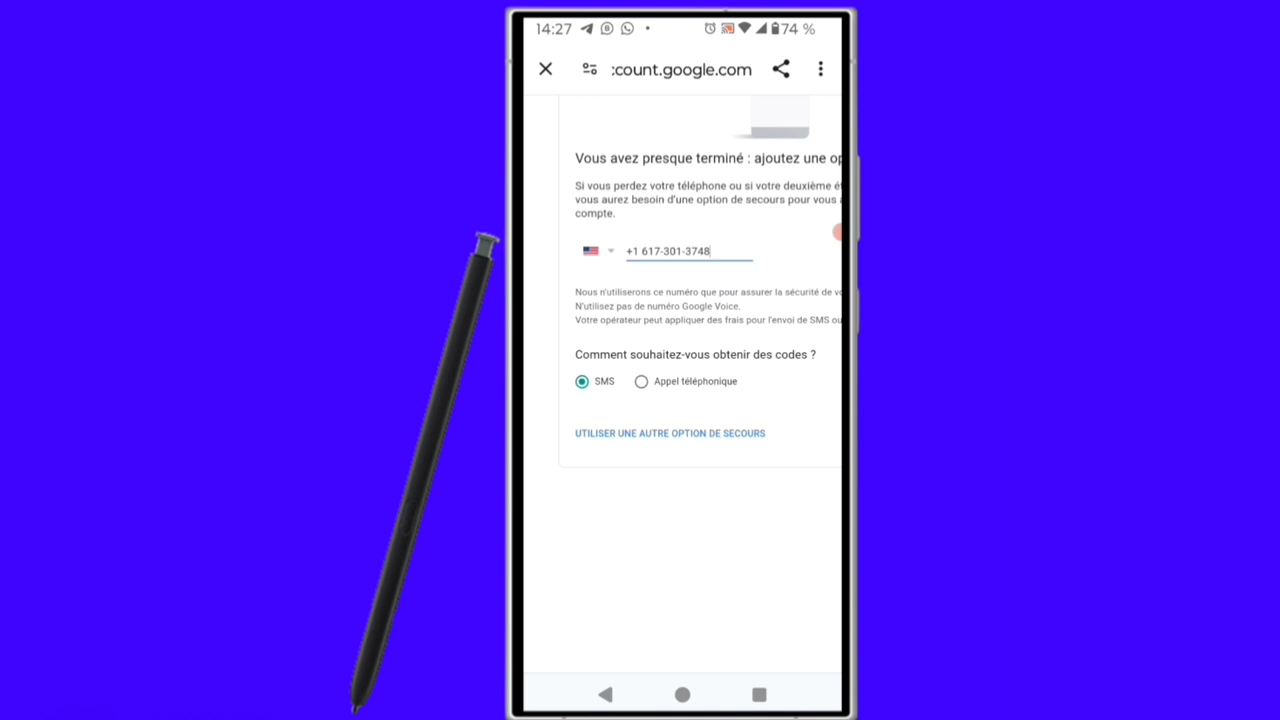 14:27 74 %
:count.google.com
Vous avez presque terminé : ajoutez une op
Si vous perdez votre téléphone ou si votre deuxième ét
vous aurez besoin d'une option de secours pour vous a
compte.
+1 617-301-3748
Nous n'utiliserons ce numéro que pour assurer la sécurité de vo
N'utilisez pas de numéro Google Voice.
Votre opérateur peut appliquer des frais pour l'envoi de SMS ou
Comment souhaitez-vous obtenir des codes ?
SMS Appel téléphonique
UTILISER UNE AUTRE OPTION DE SECOURS